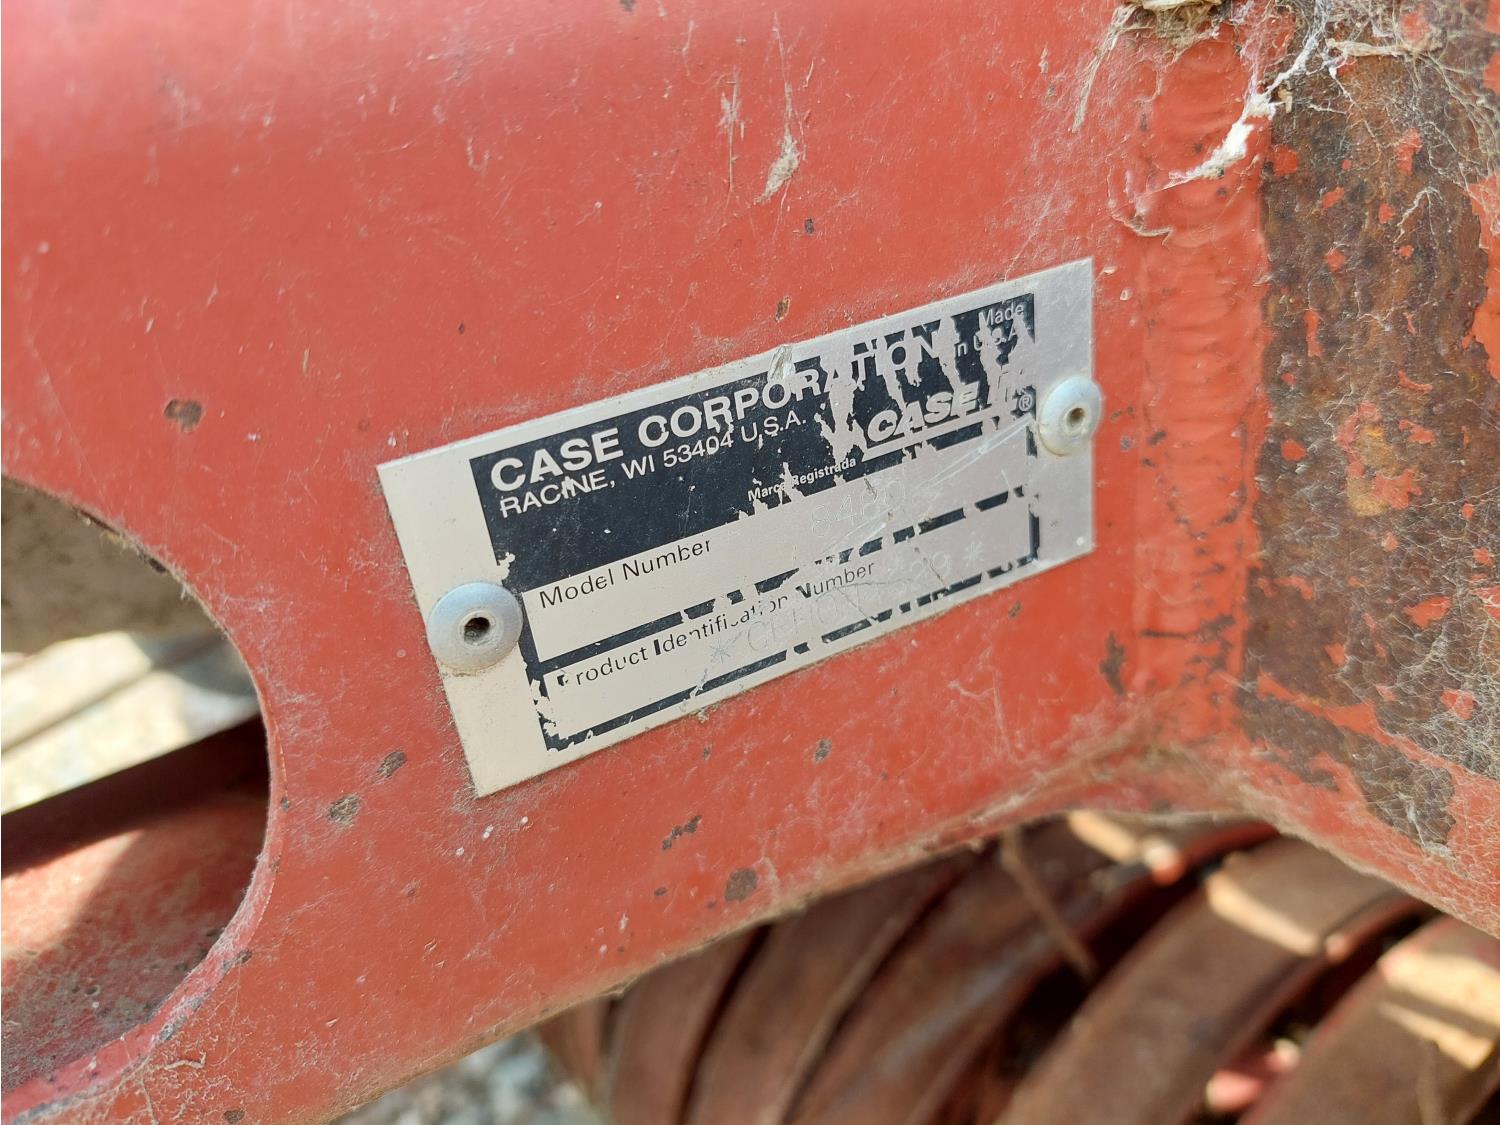 CASE CORPORATION
RACINE, WI 53404 U.S.A.
Made
in U.S.A.
CASE
®
Marca Registrada
Model Number 8480
Product Identification Number